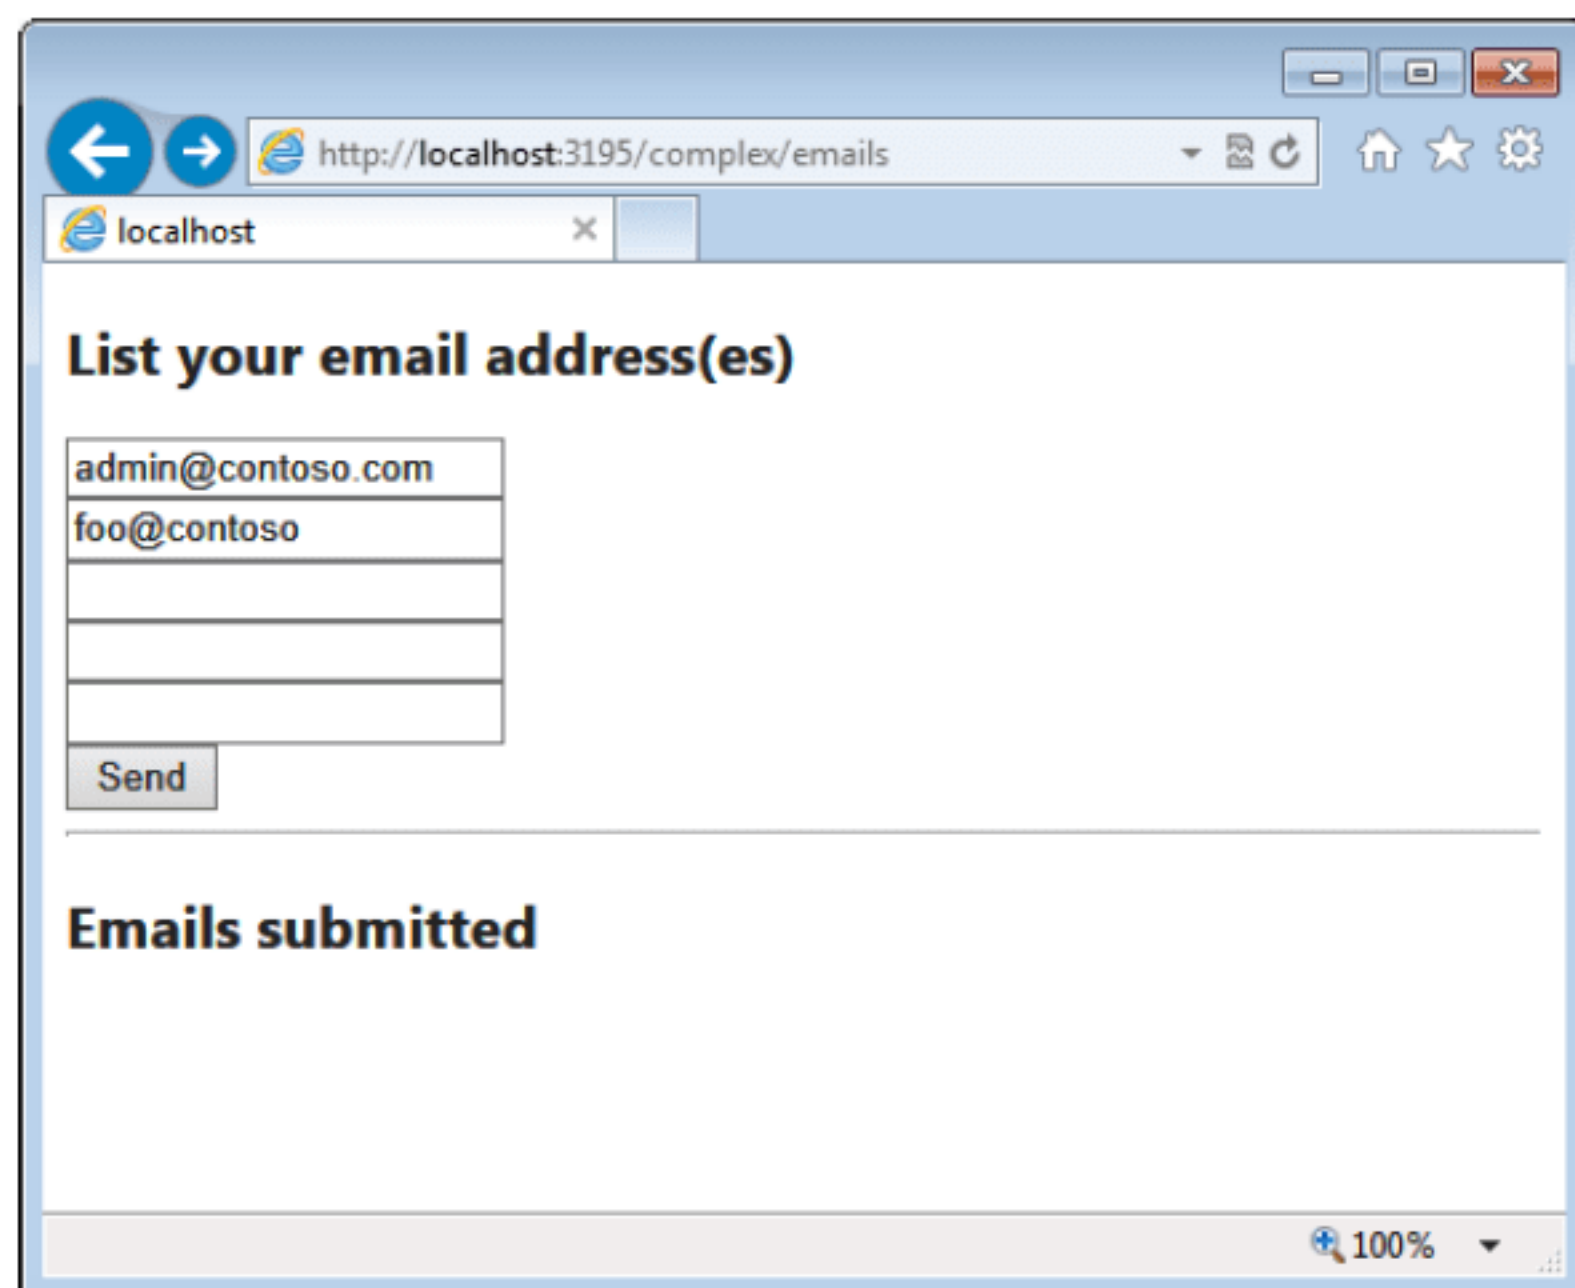 http://localhost:3195/complex/emails
localhost
List your email address(es)
admin@contoso.com
foo@contoso
Send
Emails submitted
100%